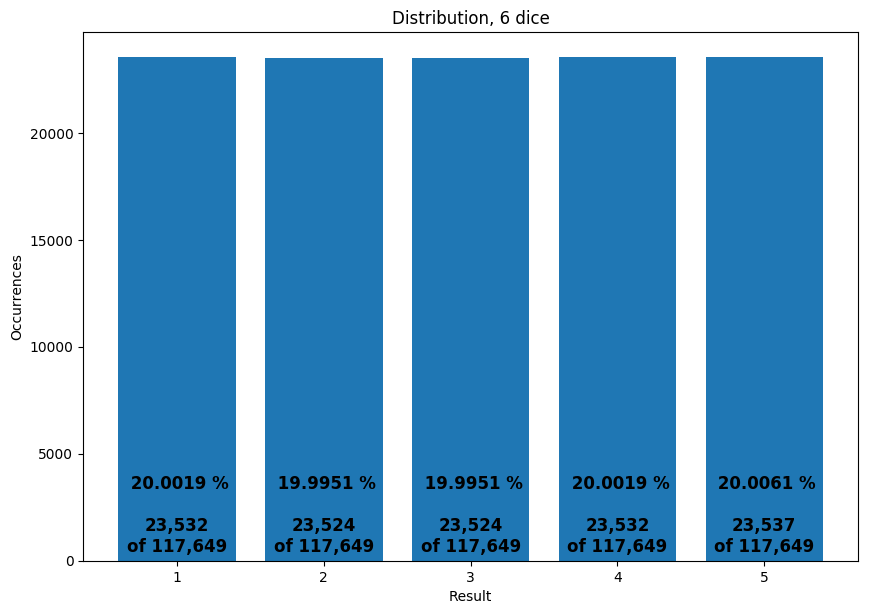 Distribution, 6 dice
Occurrences
20000
15000
10000
5000
0
20.0019 %
23,532
of 117,649
19.9951 %
23,524
of 117,649
19.9951 %
23,524
of 117,649
20.0019 %
23,532
of 117,649
20.0061 %
23,537
of 117,649
1
2
3
4
5
Result